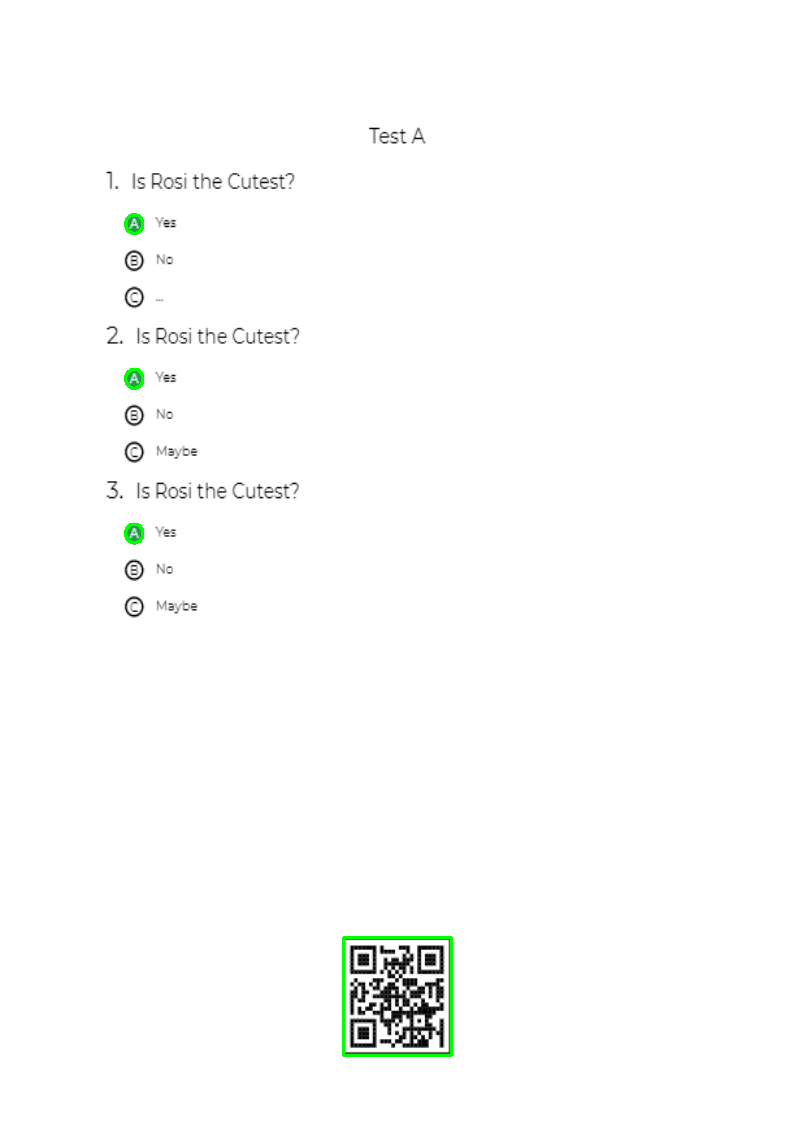 Test A
1. Is Rosi the Cutest?
A Yes
B No
C ...
2. Is Rosi the Cutest?
A Yes
B No
C Maybe
3. Is Rosi the Cutest?
A Yes
B No
C Maybe